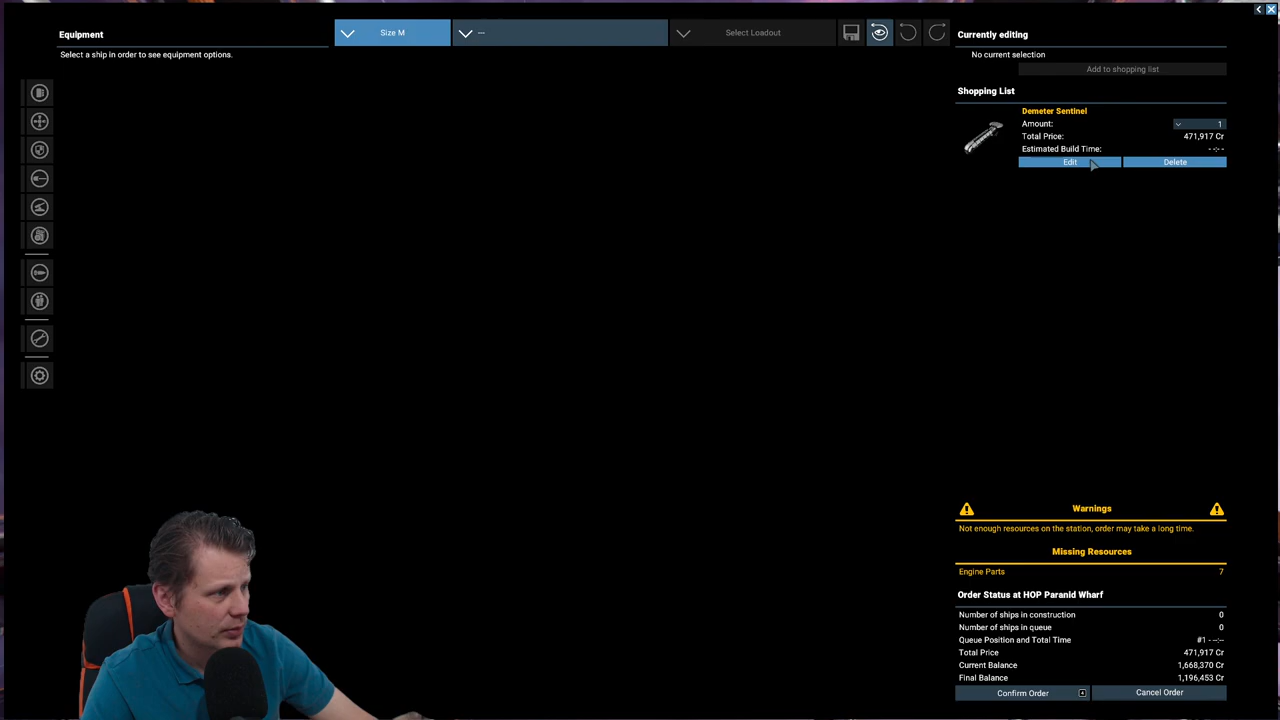 Equipment
Select a ship in order to see equipment options.
Size M
---
Select Loadout
Currently editing
No current selection
Add to shopping list
Shopping List
Demeter Sentinel
Amount: 1
Total Price: 471,917 Cr
Estimated Build Time: --:--
Edit
Delete
Warnings
Not enough resources on the station, order may take a long time.
Missing Resources
Engine Parts 7
Order Status at HOP Paranid Wharf
Number of ships in construction 0
Number of ships in queue 0
Queue Position and Total Time #1 - --:--
Total Price 471,917 Cr
Current Balance 1,668,370 Cr
Final Balance 1,196,453 Cr
Confirm Order
Cancel Order